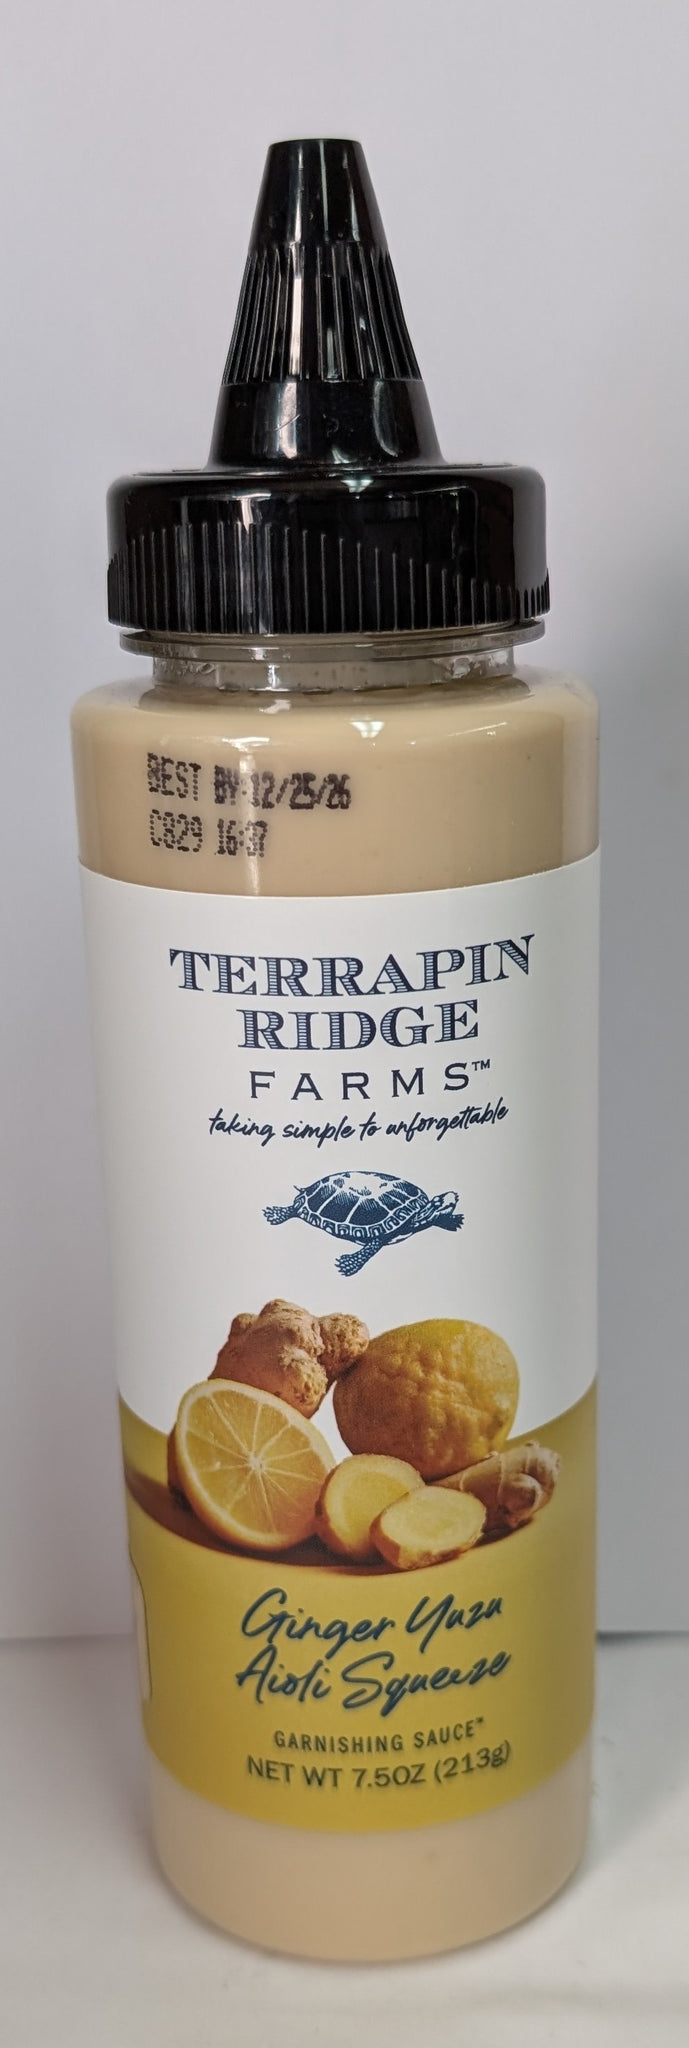 BEST BY 12/25/26
C829 16:37
TERRAPIN
RIDGE
FARMS™
taking simple to unforgettable
Ginger Yuzu
Aioli Squeeze
GARNISHING SAUCE™
NET WT 7.5OZ (213g)